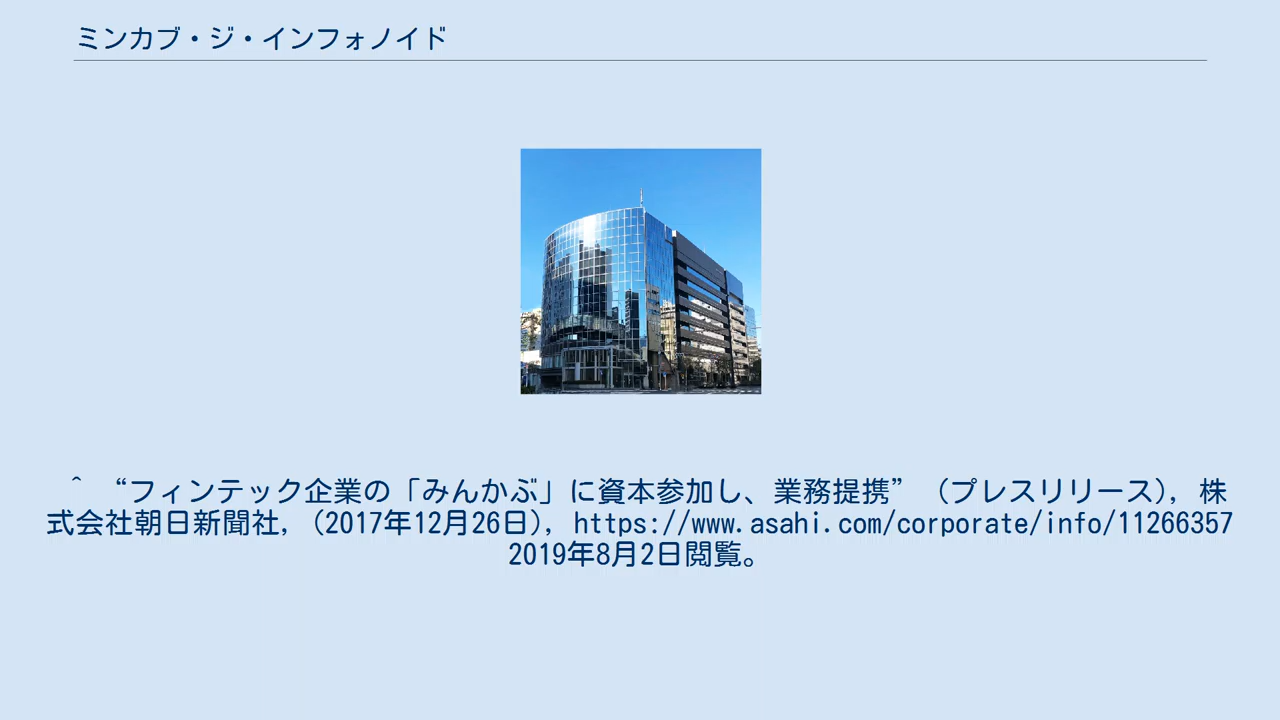 ミンカブ・ジ・インフォノイド
^ “フィンテック企業の「みんかぶ」に資本参加し、業務提携” (プレスリリース), 株
式会社朝日新聞社, (2017年12月26日), https://www.asahi.com/corporate/info/11266357
2019年8月2日閲覧。